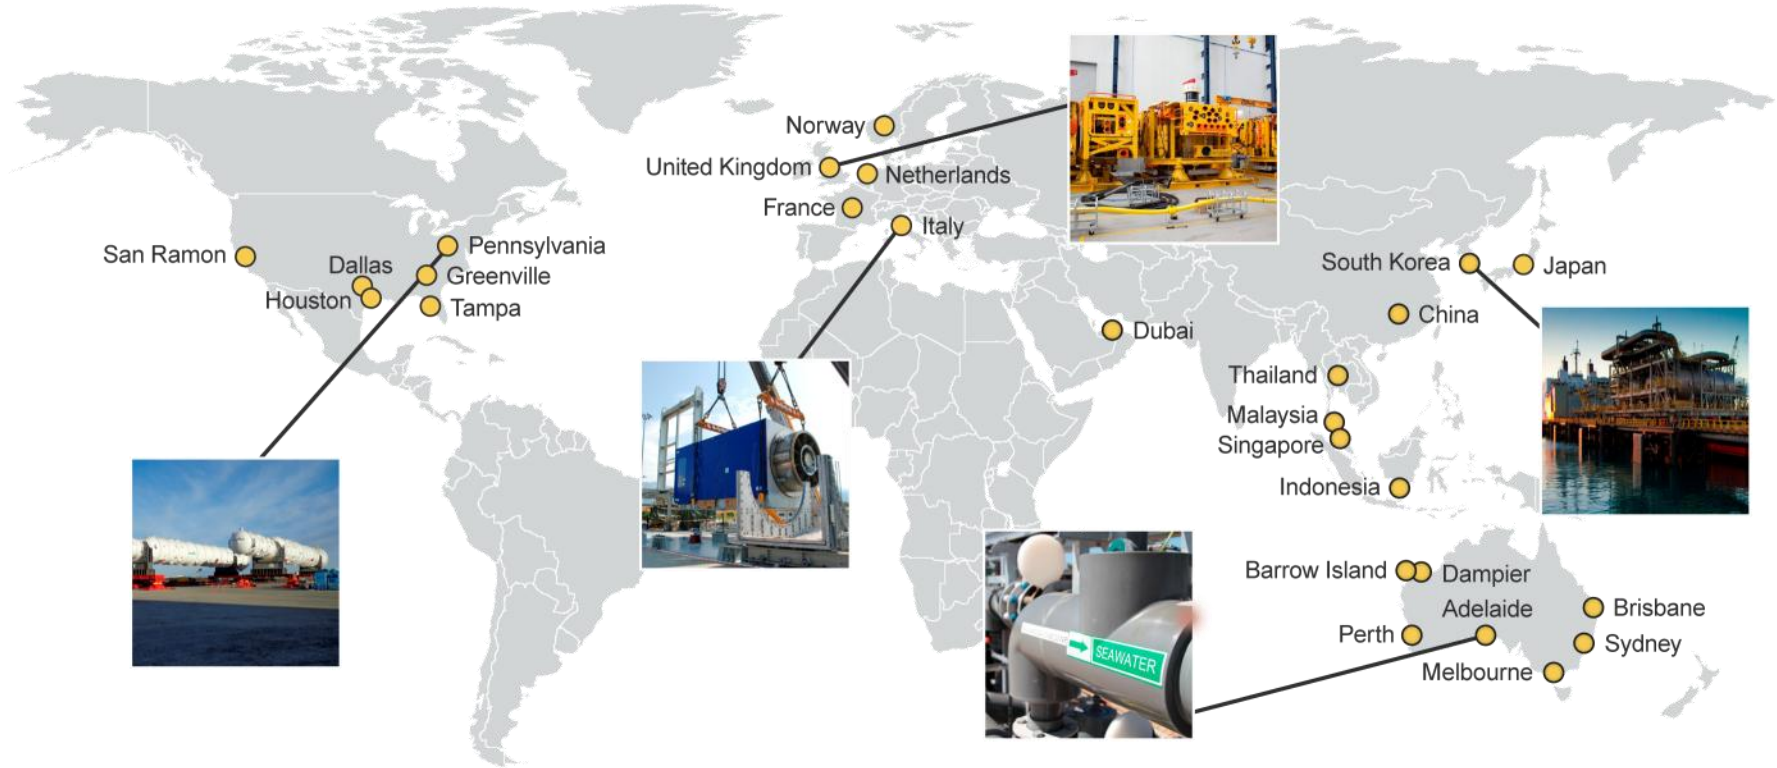 Norway
United Kingdom
Netherlands
France
Italy
San Ramon
Dallas
Houston
Pennsylvania
Greenville
Tampa
South Korea
Japan
China
Dubai
Thailand
Malaysia
Singapore
Indonesia
Barrow Island
Dampier
Adelaide
Perth
Brisbane
Sydney
Melbourne
SEAWATER